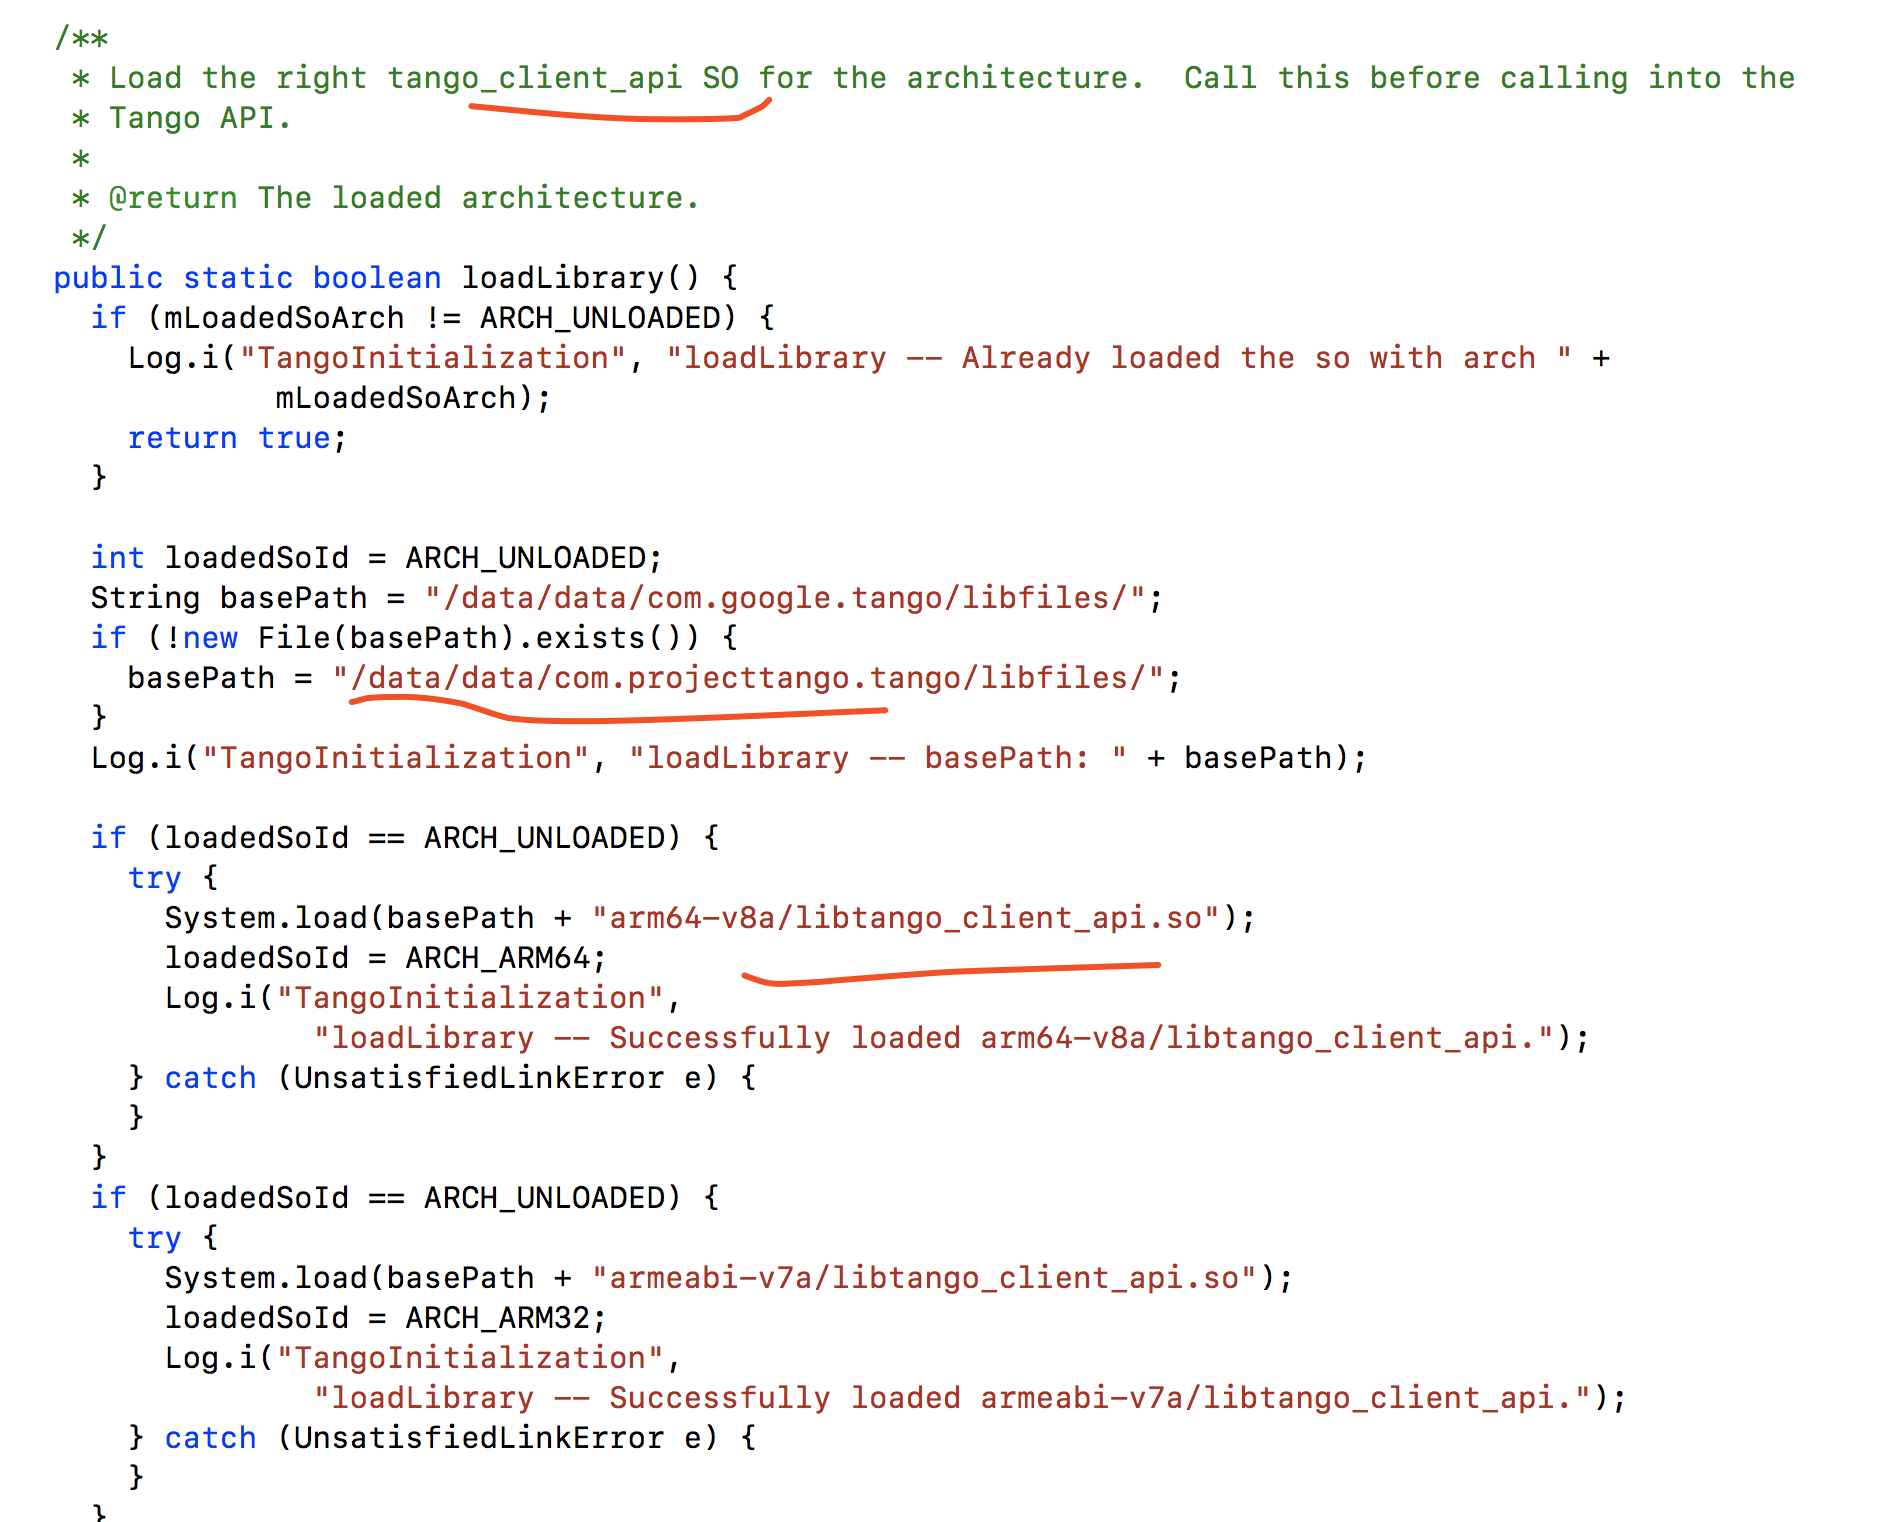 /**
 * Load the right tango_client_api SO for the architecture.  Call this before calling into the
 * Tango API.
 *
 * @return The loaded architecture.
 */
public static boolean loadLibrary() {
  if (mLoadedSoArch != ARCH_UNLOADED) {
    Log.i("TangoInitialization", "loadLibrary -- Already loaded the so with arch " +
            mLoadedSoArch);
    return true;
  }

  int loadedSoId = ARCH_UNLOADED;
  String basePath = "/data/data/com.google.tango/libfiles/";
  if (!new File(basePath).exists()) {
    basePath = "/data/data/com.projecttango.tango/libfiles/";
  }
  Log.i("TangoInitialization", "loadLibrary -- basePath: " + basePath);

  if (loadedSoId == ARCH_UNLOADED) {
    try {
      System.load(basePath + "arm64-v8a/libtango_client_api.so");
      loadedSoId = ARCH_ARM64;
      Log.i("TangoInitialization",
              "loadLibrary -- Successfully loaded arm64-v8a/libtango_client_api.");
    } catch (UnsatisfiedLinkError e) {
    }
  }
  if (loadedSoId == ARCH_UNLOADED) {
    try {
      System.load(basePath + "armeabi-v7a/libtango_client_api.so");
      loadedSoId = ARCH_ARM32;
      Log.i("TangoInitialization",
              "loadLibrary -- Successfully loaded armeabi-v7a/libtango_client_api.");
    } catch (UnsatisfiedLinkError e) {
    }
  }